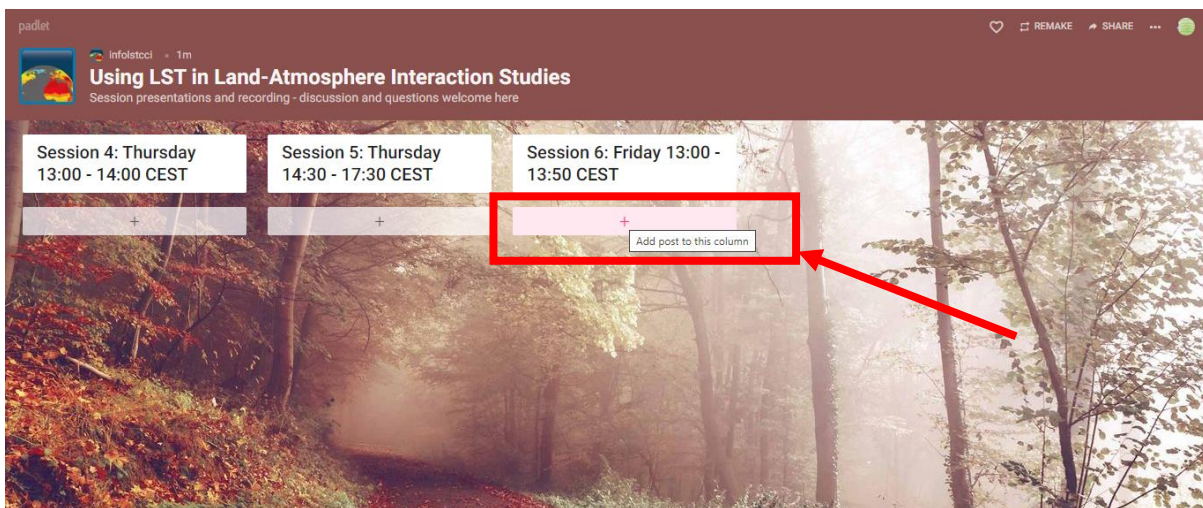 padlet
REMAKE SHARE
infolstcci • 1m
Using LST in Land-Atmosphere Interaction Studies
Session presentations and recording - discussion and questions welcome here
Session 4: Thursday
13:00 - 14:00 CEST
Session 5: Thursday
14:30 - 17:30 CEST
Session 6: Friday 13:00 -
13:50 CEST
+ + +
Add post to this column